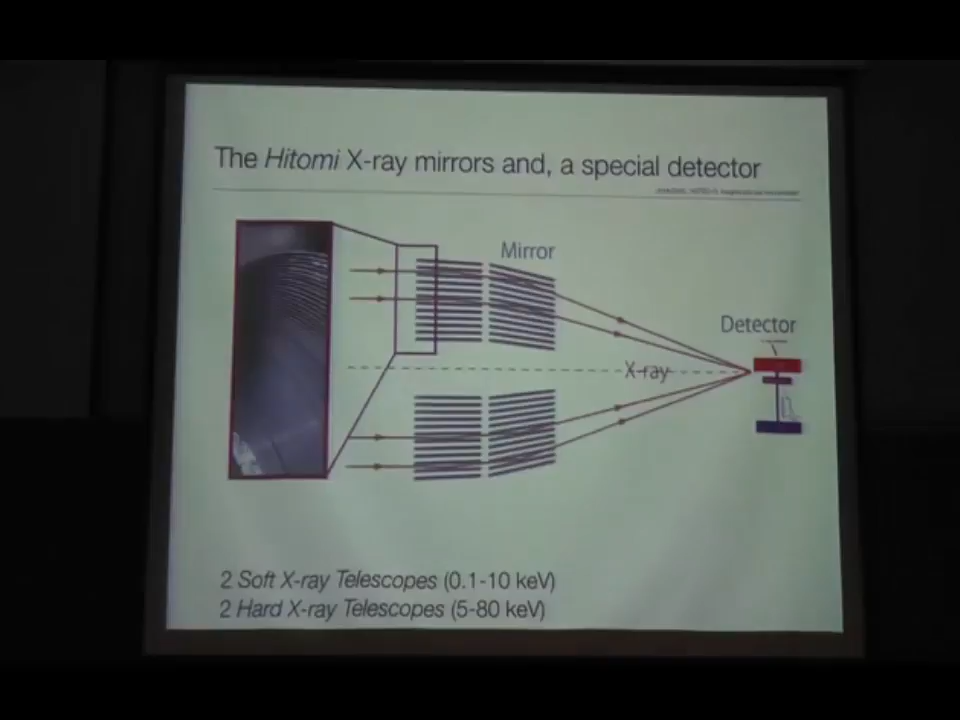 The Hitomi X-ray mirrors and, a special detector
Mirror
Detector
X-ray
2 Soft X-ray Telescopes (0.1-10 keV)
2 Hard X-ray Telescopes (5-80 keV)